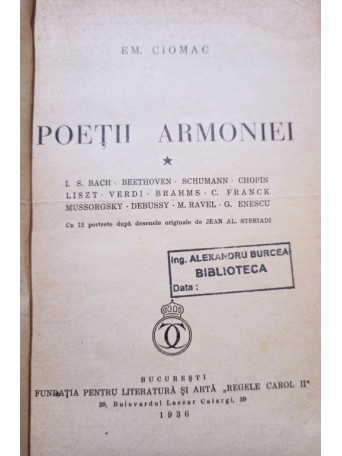 EM. CIOMAC
POEȚII ARMONIEI
★
I. S. BACH · BEETHOVEN · SCHUMANN · CHOPIN
LISZT · VERDI · BRAHMS · C. FRANCK
MUSSORGSKY · DEBUSSY · M. RAVEL · G. ENESCU
Cu 12 portrete după desenele originale de JEAN AL. STERIADI
Ing. ALEXANDRU BURCEA
BIBLIOTECA
Data :
BUCUREȘTI
FUNDAȚIA PENTRU LITERATURĂ ȘI ARTĂ „REGELE CAROL II"
39, Bulevardul Lascar Catargi, 39
1936